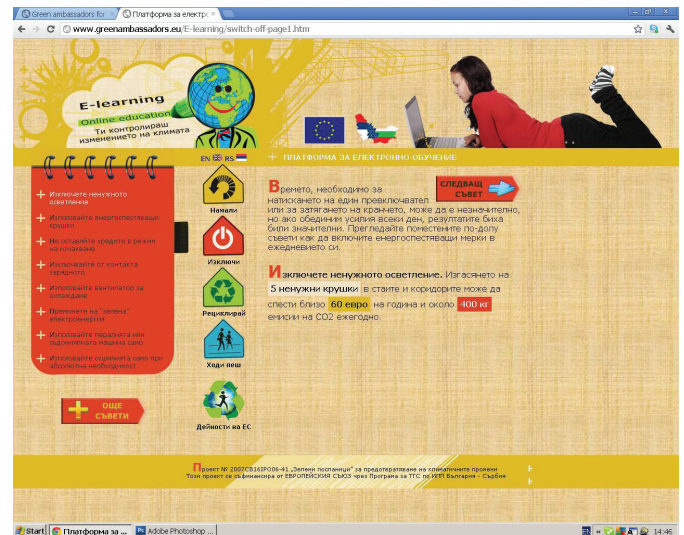 Green ambassadors for
Платформа за електрс
www.greenambassadors.eu/E-learning/switch-off-page1.htm
E-learning
Online education
Ти контролираш
изменението на климата
EN RS
ПЛАТФОРМА ЗА ЕЛЕКТРОННО ОБУЧЕНИЕ
Изключете ненужното
осветление
Използвайте енергоспестяващи
крушки
Не оставяйте уредите в режим
на изчакване
Изключвайте от контакта
зарядното
Използвайте вентилатор за
охлаждане
Преминете на "зелена"
електроенергия
Използвайте пералнята или
съдомиялната машина само
Използвайте сушилнята само при
абсолютна необходимост
ОЩЕ
СЪВЕТИ
Намали
Изключи
Рециклирай
Ходи пеш
Дейности на ЕС
СЛЕДВАЩ
СЪВЕТ
Времето, необходимо за
натискането на един превключвател
или за затягането на кранчето, може да е незначително,
но ако обединим усилия всеки ден, резултатите биха
били значителни. Прегледайте поместените по-долу
съвети как да включите енергоспестяващи мерки в
ежедневието си.
Изключете ненужното осветление. Изгасянето на
5 ненужни крушки в стаите и коридорите може да
спести близо 60 евро на година и около 400 кг
емисии на CO2 ежегодно.
Проект № 2007CB16IPO06-41 „Зелени посланици" за предотвратяване на климатичните промени
Този проект се съфинансира от ЕВРОПЕЙСКИЯ СЪЮЗ чрез Програма за ТГС по ИПП България - Сърбия
Start
Платформа за ...
Adobe Photoshop ...
EN
14:46